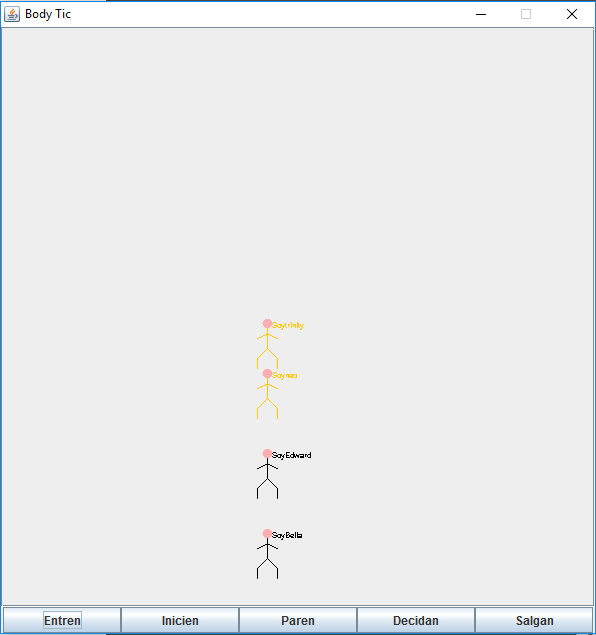 Body Tic
Soytrinity
Soyneo
SoyEdward
SoyBella
Entren Inicien Paren Decidan Salgan